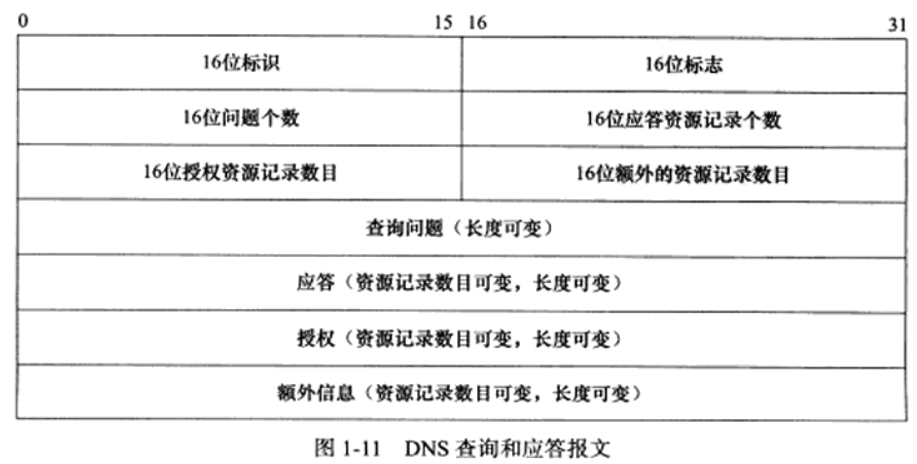 0 15 16 31
16位标识 16位标志
16位问题个数 16位应答资源记录个数
16位授权资源记录数目 16位额外的资源记录数目
查询问题（长度可变）
应答（资源记录数目可变，长度可变）
授权（资源记录数目可变，长度可变）
额外信息（资源记录数目可变，长度可变）
图 1-11 DNS 查询和应答报文